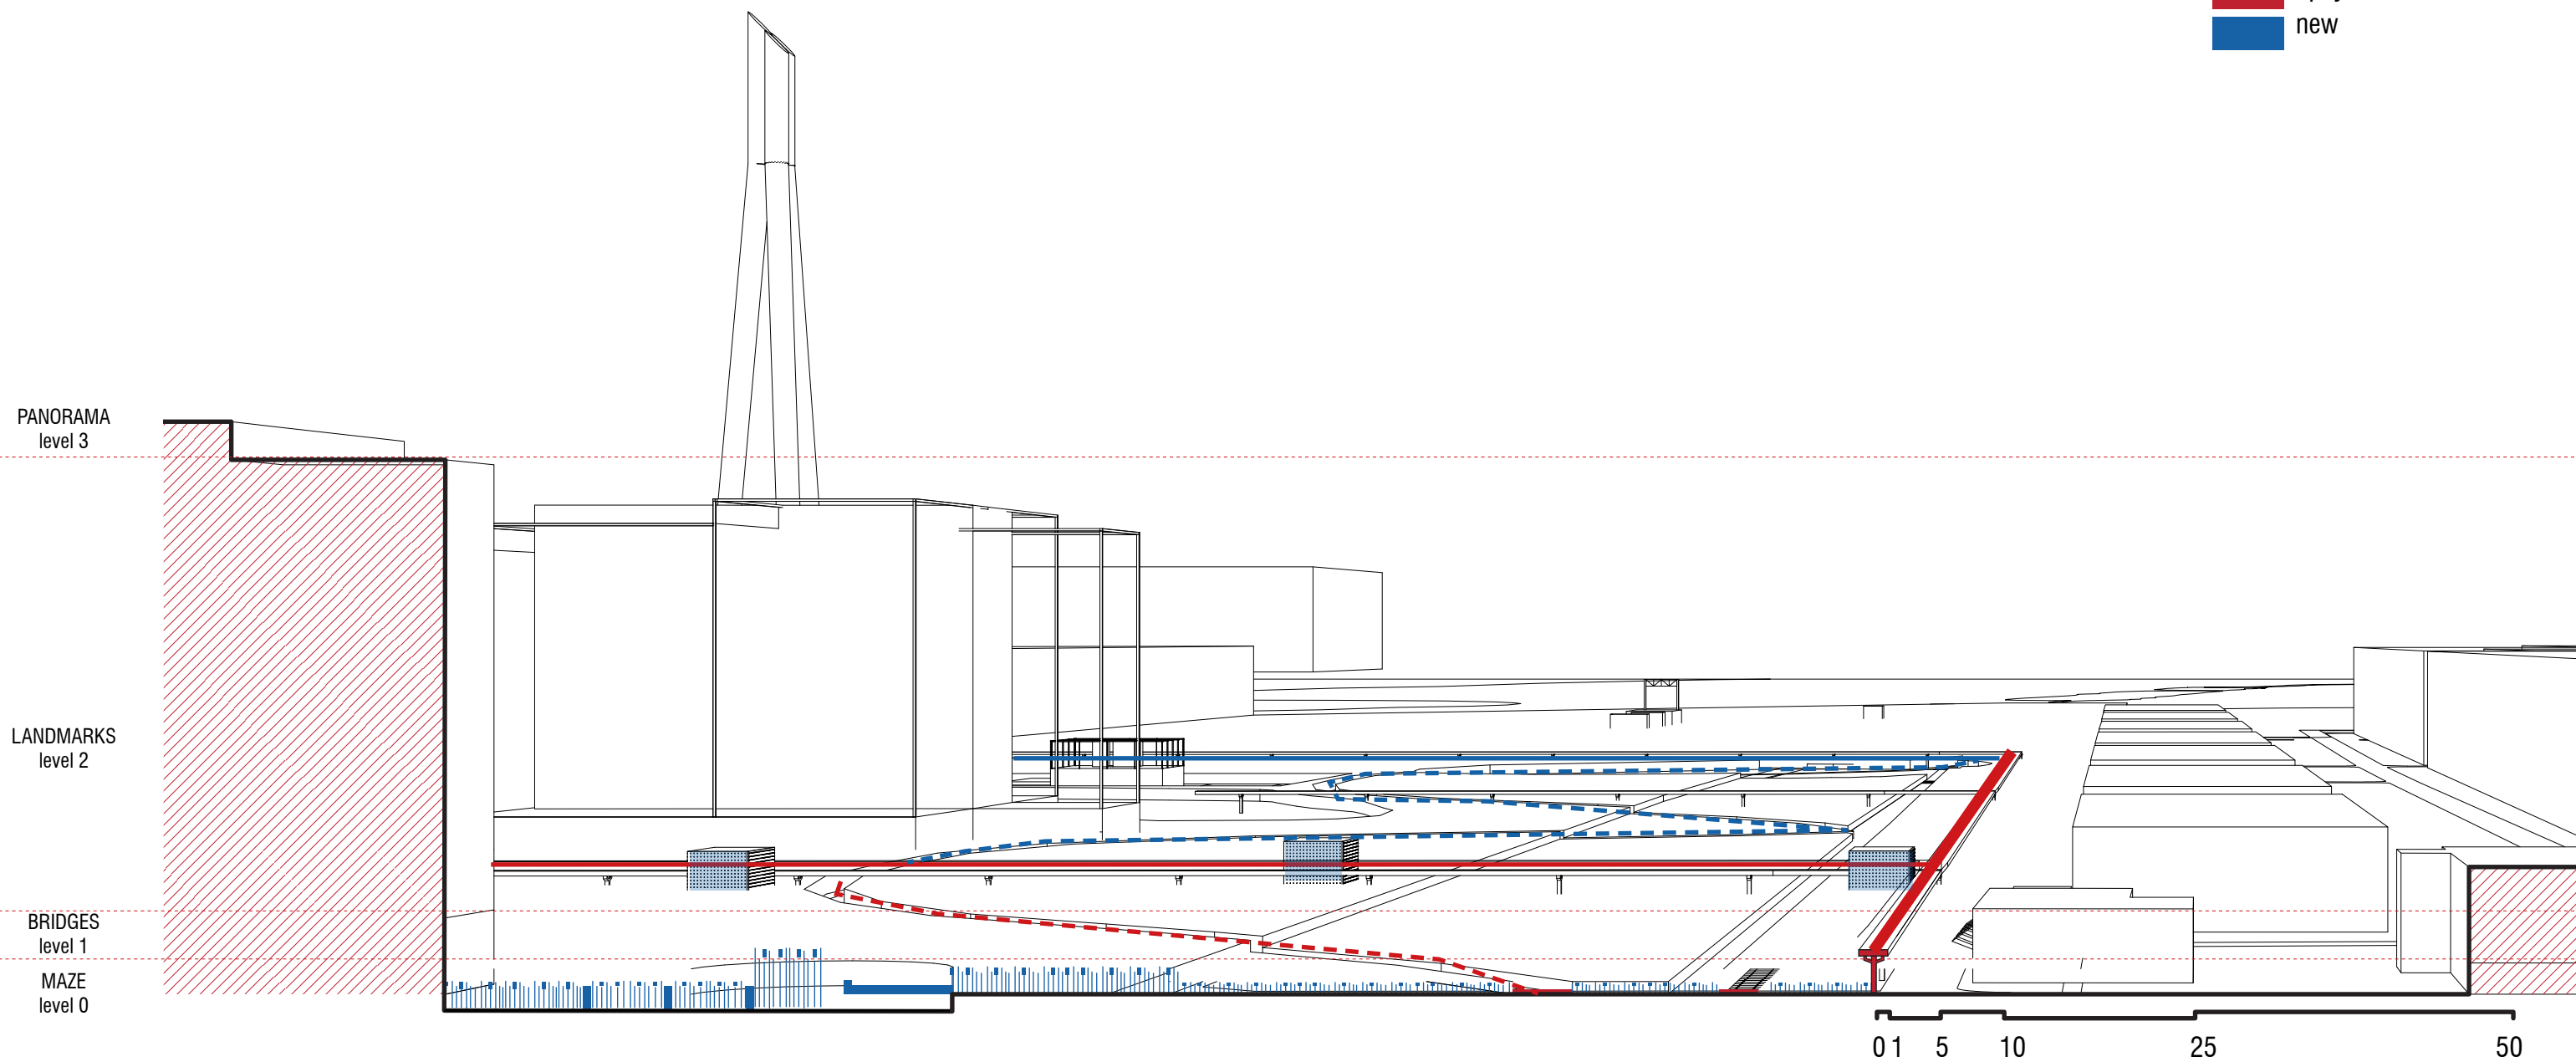 new
PANORAMA
level 3
LANDMARKS
level 2
BRIDGES
level 1
MAZE
level 0
0 1 5 10 25 50